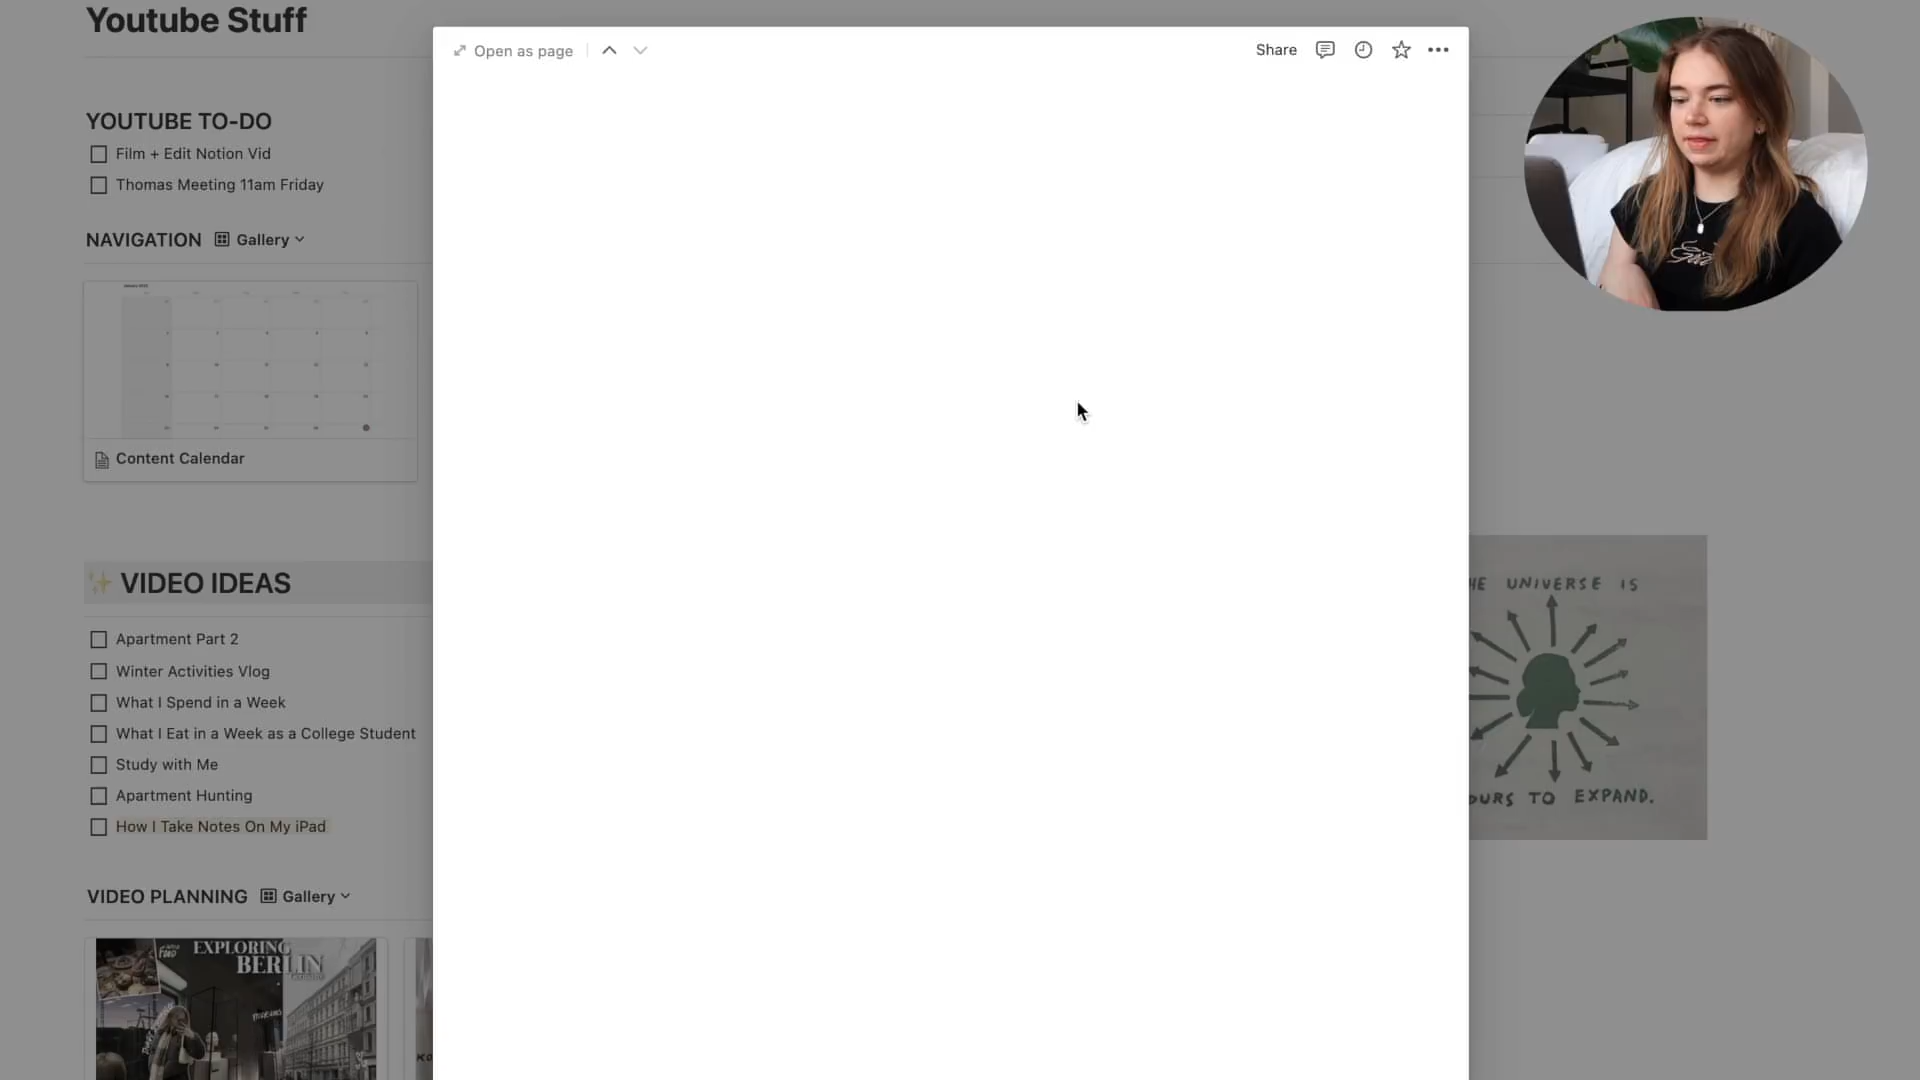 Youtube Stuff
Open as page
Share
YOUTUBE TO-DO
Film + Edit Notion Vid
Thomas Meeting 11am Friday
NAVIGATION Gallery
Content Calendar
VIDEO IDEAS
Apartment Part 2
Winter Activities Vlog
What I Spend in a Week
What I Eat in a Week as a College Student
Study with Me
Apartment Hunting
How I Take Notes On My iPad
HE UNIVERSE IS
OURS TO EXPAND.
VIDEO PLANNING Gallery
EXPLORING
BERLIN